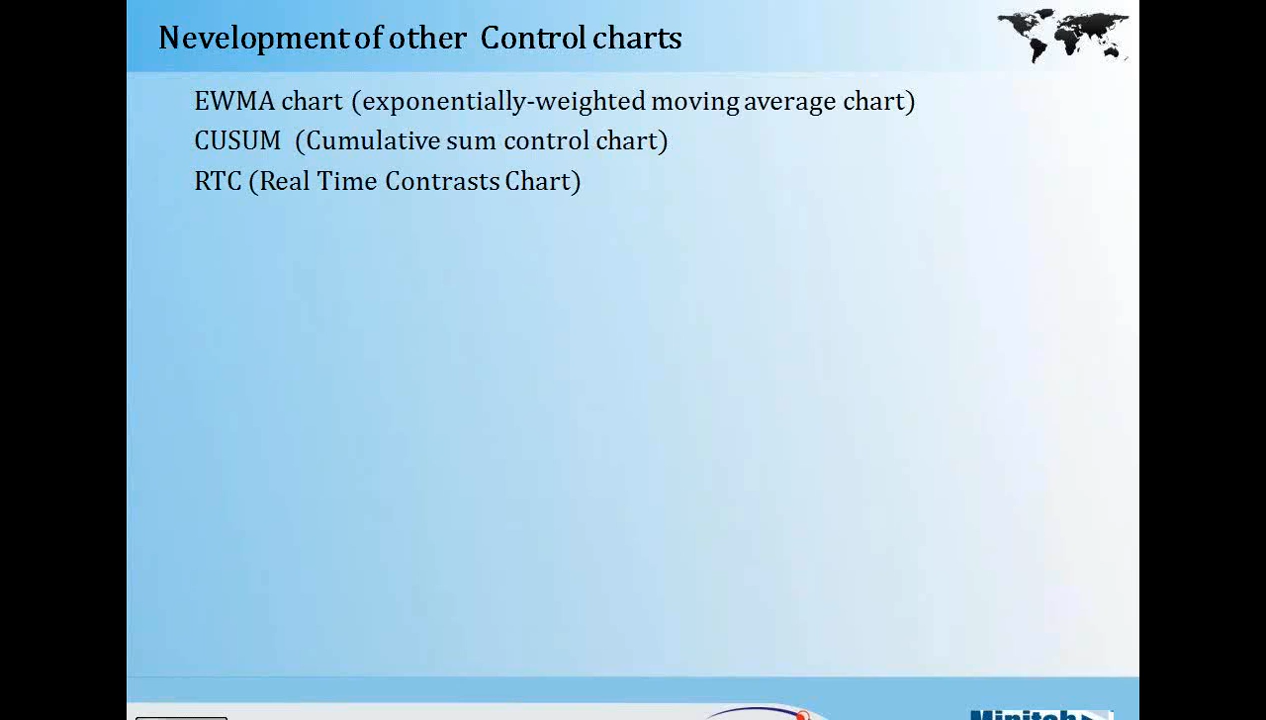 Nevelopment of other Control charts
EWMA chart (exponentially-weighted moving average chart)
CUSUM (Cumulative sum control chart)
RTC (Real Time Contrasts Chart)
Minitab